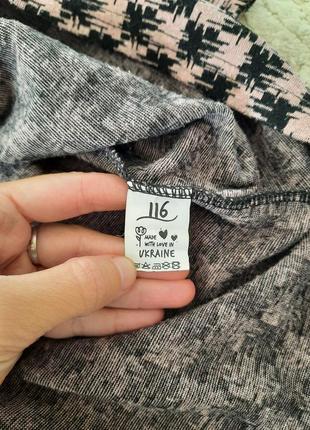 116
MADE
WITH LOVE IN
UKRAINE